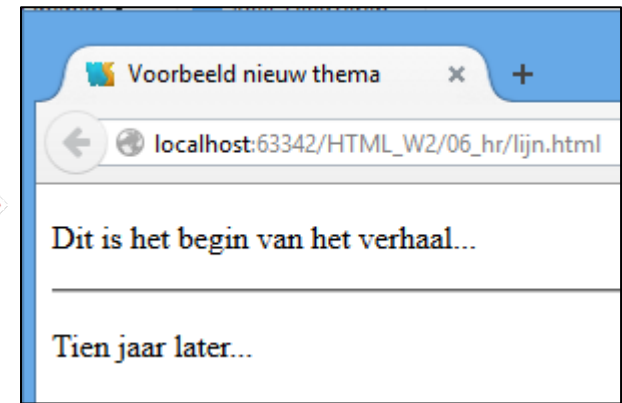 Voorbeeld nieuw thema
localhost:63342/HTML_W2/06_hr/lijn.html
Dit is het begin van het verhaal...
Tien jaar later...